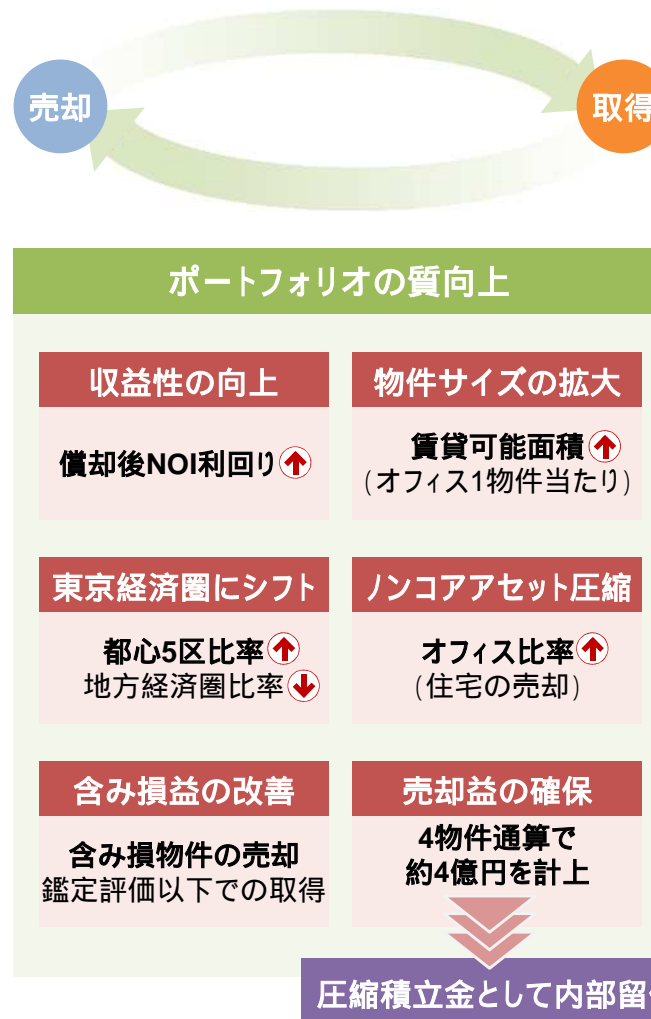 売却
取得
ポートフォリオの質向上
収益性の向上
物件サイズの拡大
償却後NOI利回り
賃貸可能面積
(オフィス1物件当たり)
東京経済圏にシフト
ノンコアアセット圧縮
都心5区比率
地方経済圏比率
オフィス比率
(住宅の売却)
含み損益の改善
売却益の確保
含み損物件の売却
鑑定評価以下での取得
4物件通算で
約4億円を計上
圧縮積立金として内部留